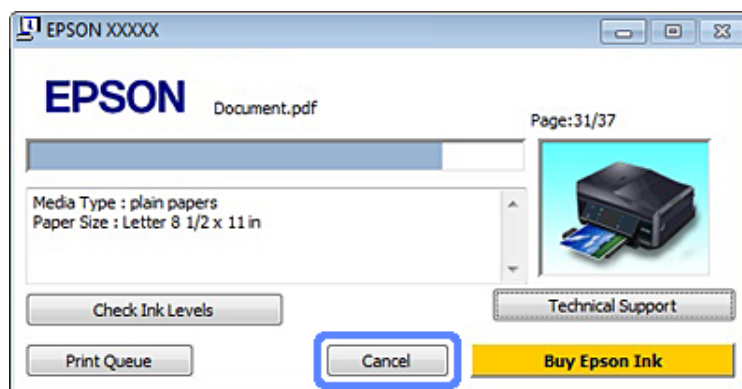 EPSON XXXXX
EPSON Document.pdf
Page:31/37
Media Type : plain papers
Paper Size : Letter 8 1/2 x 11 in
Check Ink Levels
Technical Support
Print Queue
Cancel
Buy Epson Ink